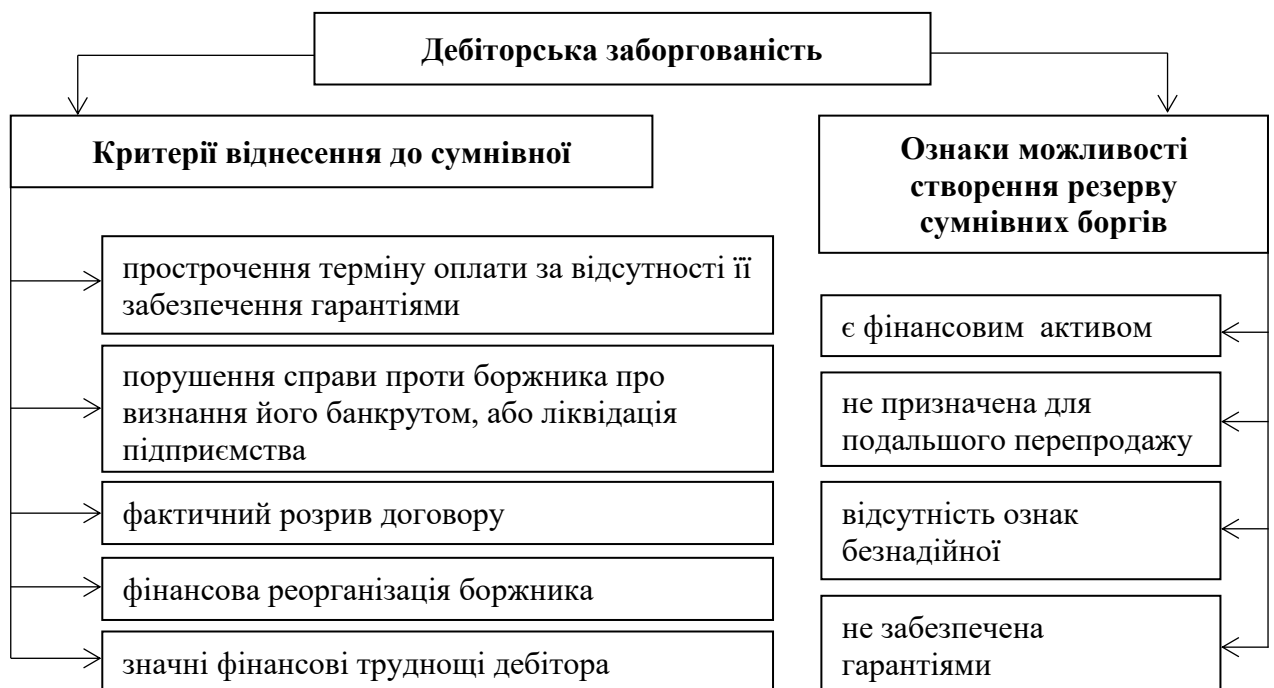 Дебіторська заборгованість
Критерії віднесення до сумнівної
прострочення терміну оплати за відсутності її
забезпечення гарантіями
порушення справи проти боржника про
визнання його банкрутом, або ліквідація
підприємства
фактичний розрив договору
фінансова реорганізація боржника
значні фінансові труднощі дебітора
Ознаки можливості
створення резерву
сумнівних боргів
є фінансовим активом
не призначена для
подальшого перепродажу
відсутність ознак
безнадійної
не забезпечена
гарантіями